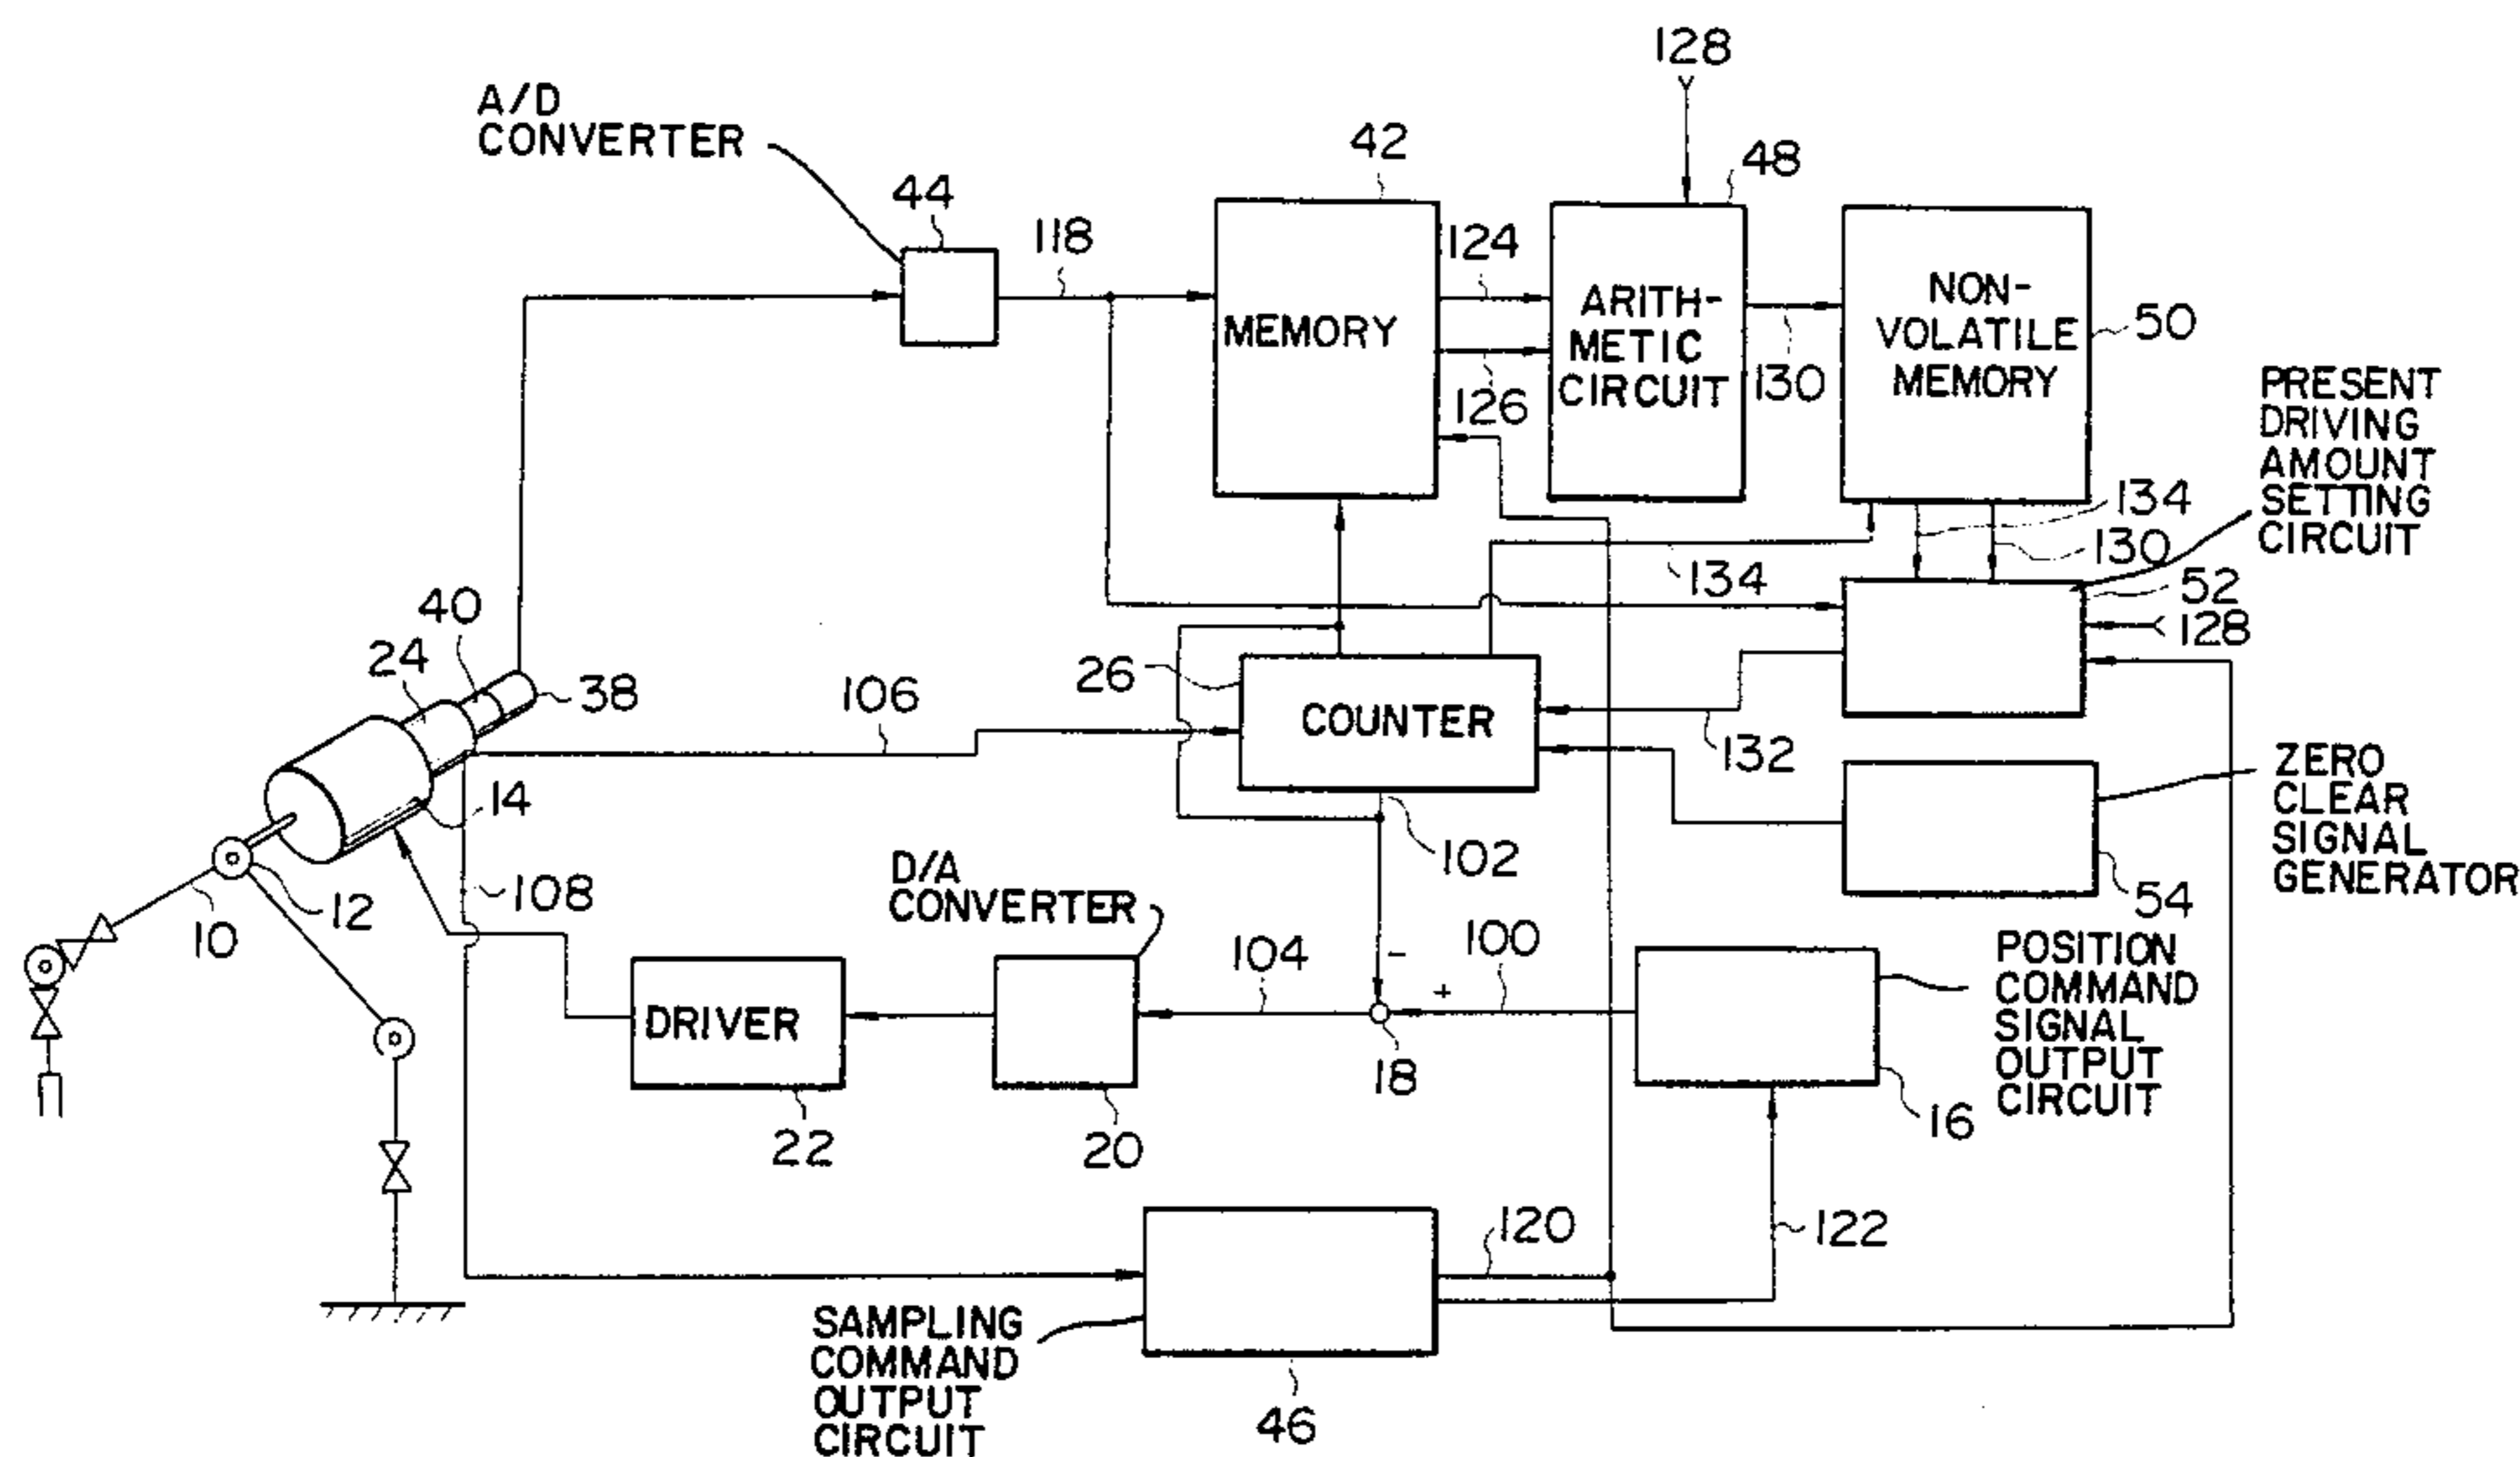 128
A/D
CONVERTER
42
48
44
118
124
MEMORY
ARITH-
METIC
CIRCUIT
NON-
VOLATILE
MEMORY
50
126
130
PRESENT
DRIVING
AMOUNT
SETTING
CIRCUIT
134
130
134
52
128
40
24
38
26
106
COUNTER
132
ZERO
CLEAR
SIGNAL
GENERATOR
14
102
54
D/A
CONVERTER
108
12
10
104
100
-
+
POSITION
COMMAND
SIGNAL
OUTPUT
CIRCUIT
DRIVER
18
16
22
20
120
122
SAMPLING
COMMAND
OUTPUT
CIRCUIT
46